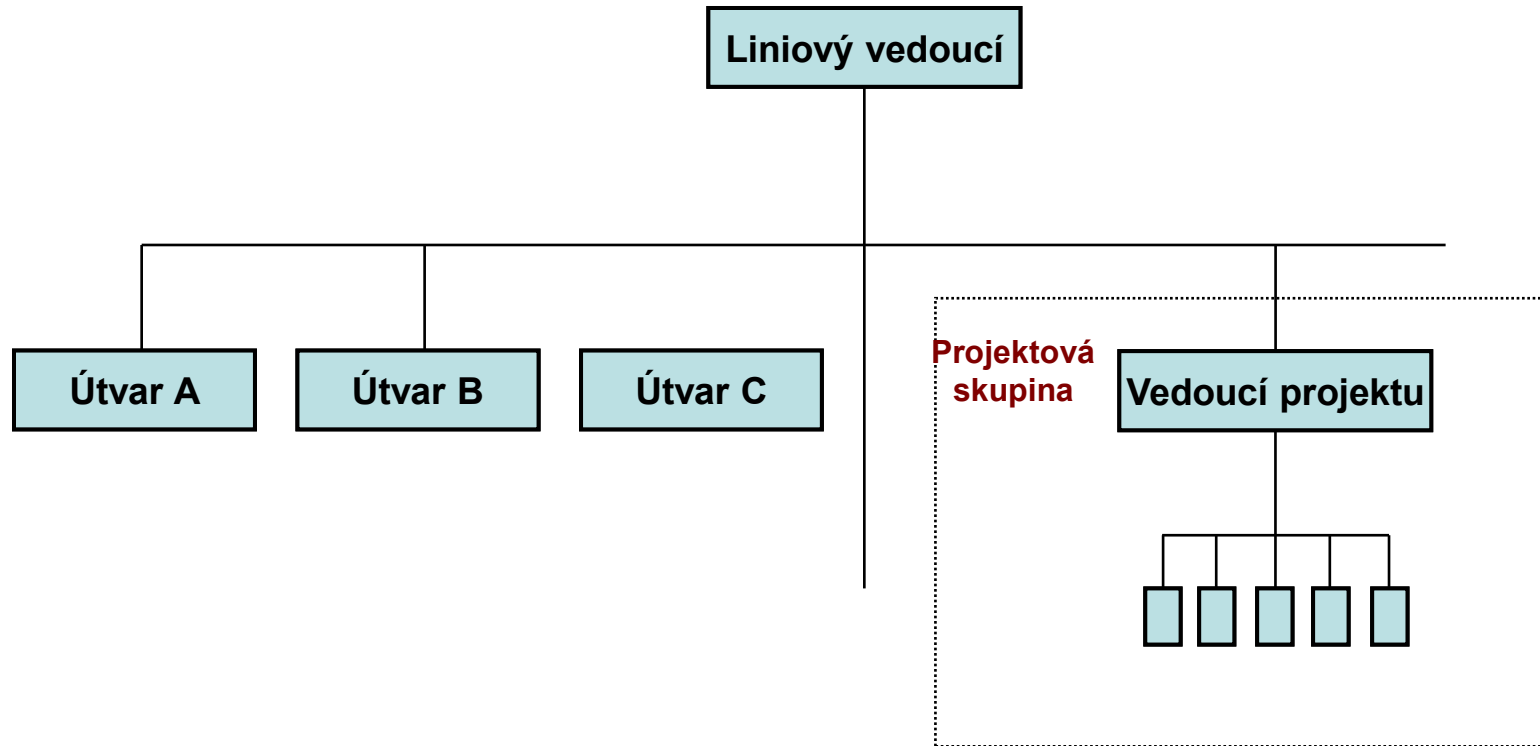 Liniový vedoucí
Útvar A
Útvar B
Útvar C
Projektová
skupina
Vedoucí projektu